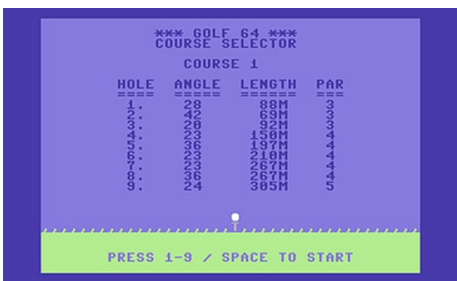 *** GOLF 64 ***
COURSE SELECTOR
COURSE 1
HOLE ANGLE LENGTH PAR
==== ===== ====== ===
1. 28 88M 3
2. 42 69M 3
3. 20 92M 3
4. 23 150M 4
5. 36 197M 4
6. 23 210M 4
7. 23 267M 4
8. 36 267M 4
9. 24 305M 5
PRESS 1-9 / SPACE TO START